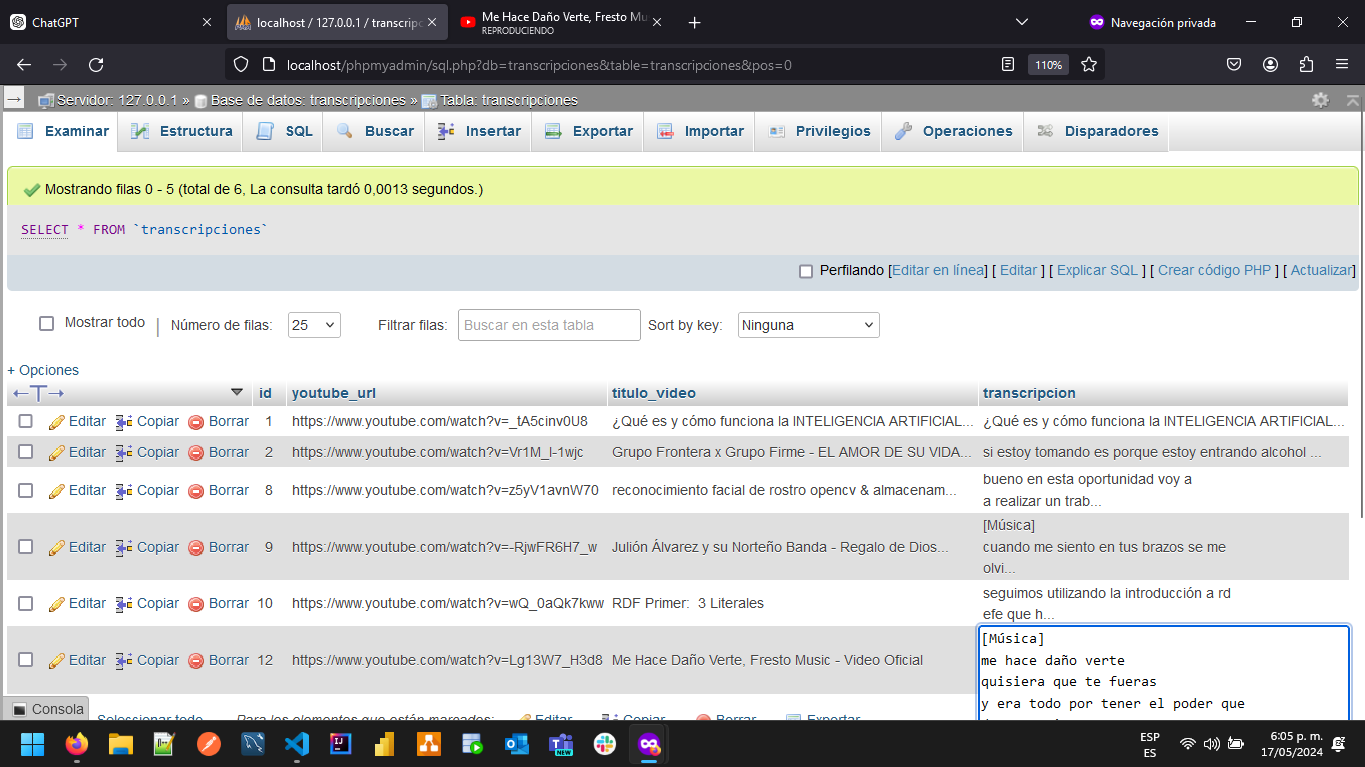 ChatGPT
localhost / 127.0.0.1 / transcripc
Me Hace Daño Verte, Fresto Mu
REPRODUCIENDO
Navegación privada
localhost/phpmyadmin/sql.php?db=transcripciones&table=transcripciones&pos=0
110%
Servidor: 127.0.0.1 » Base de datos: transcripciones » Tabla: transcripciones
Examinar Estructura SQL Buscar Insertar Exportar Importar Privilegios Operaciones Disparadores
Mostrando filas 0 - 5 (total de 6, La consulta tardó 0,0013 segundos.)
SELECT * FROM `transcripciones`
Perfilando [Editar en línea] [ Editar ] [ Explicar SQL ] [ Crear código PHP ] [ Actualizar]
Mostrar todo | Número de filas: 25 Filtrar filas: Buscar en esta tabla Sort by key: Ninguna
+ Opciones
←T→ id youtube_url titulo_video transcripcion
Editar Copiar Borrar 1 https://www.youtube.com/watch?v=_tA5cinv0U8 ¿Qué es y cómo funciona la INTELIGENCIA ARTIFICIAL... ¿Qué es y cómo funciona la INTELIGENCIA ARTIFICIAL...
Editar Copiar Borrar 2 https://www.youtube.com/watch?v=Vr1M_l-1wjc Grupo Frontera x Grupo Firme - EL AMOR DE SU VIDA... si estoy tomando es porque estoy entrando alcohol ...
Editar Copiar Borrar 8 https://www.youtube.com/watch?v=z5yV1avnW70 reconocimiento facial de rostro opencv & almacenam... bueno en esta oportunidad voy a
a realizar un trab...
[Música]
Editar Copiar Borrar 9 https://www.youtube.com/watch?v=-RjwFR6H7_w Julión Álvarez y su Norteño Banda - Regalo de Dios... cuando me siento en tus brazos se me
olvi...
Editar Copiar Borrar 10 https://www.youtube.com/watch?v=wQ_0aQk7kww RDF Primer: 3 Literales seguimos utilizando la introducción a rd
efe que h...
[Música]
Editar Copiar Borrar 12 https://www.youtube.com/watch?v=Lg13W7_H3d8 Me Hace Daño Verte, Fresto Music - Video Oficial me hace daño verte
quisiera que te fueras
y era todo por tener el poder que
Consola Seleccionar todo Para los elementos que están marcados: Editar Copiar Borrar Exportar
ESP
ES
6:05 p. m.
17/05/2024